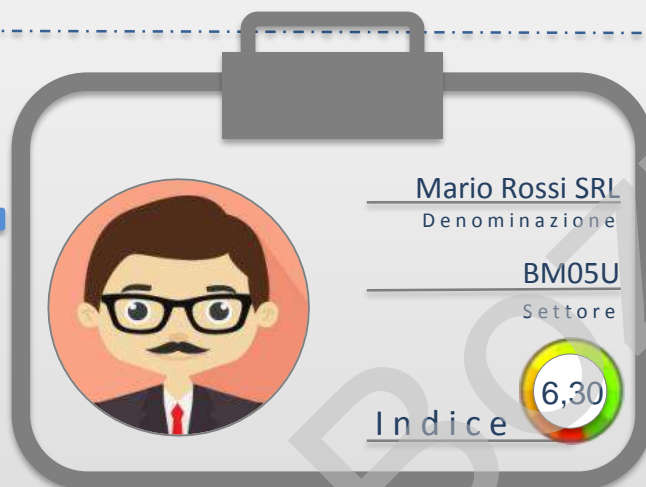 Mario Rossi SRL
Denominazione
BM05U
Settore
6,30
Indice